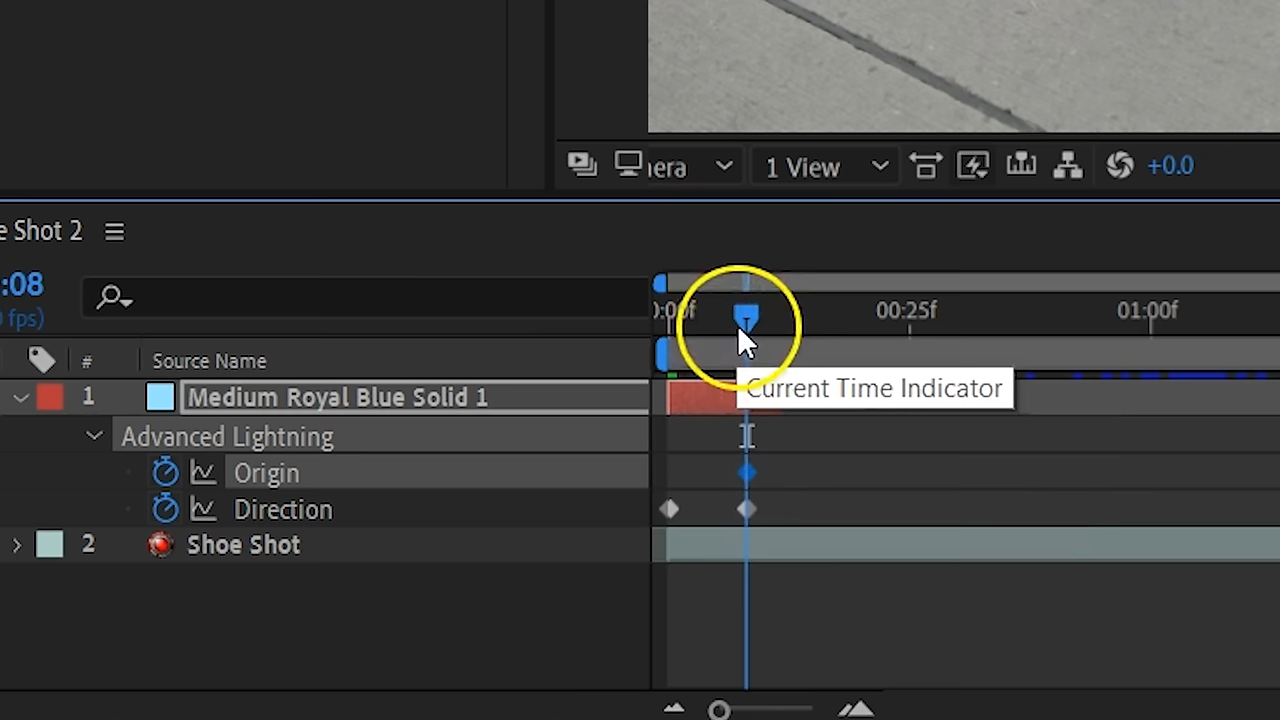 1 View +0.0
e Shot 2
:08
fps)
:00f 00:25f 01:00f
# Source Name
1 Medium Royal Blue Solid 1
Current Time Indicator
Advanced Lightning
Origin
Direction
2 Shoe Shot